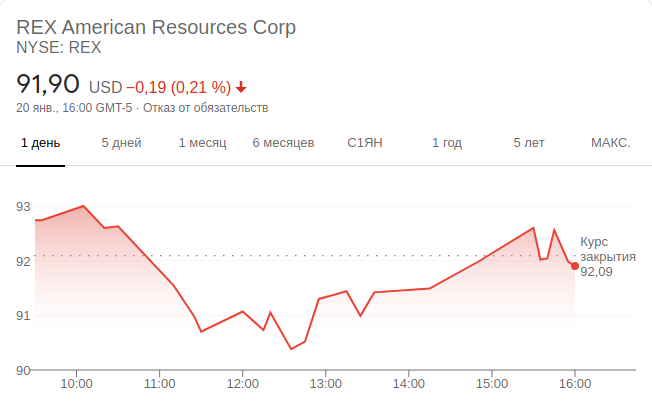 REX American Resources Corp
NYSE: REX
91,90 USD −0,19 (0,21 %)
20 янв., 16:00 GMT-5 · Отказ от обязательств
1 день 5 дней 1 месяц 6 месяцев С1ЯН 1 год 5 лет МАКС.
93
92
91
90
Курс
закрытия
92,09
10:00 11:00 12:00 13:00 14:00 15:00 16:00